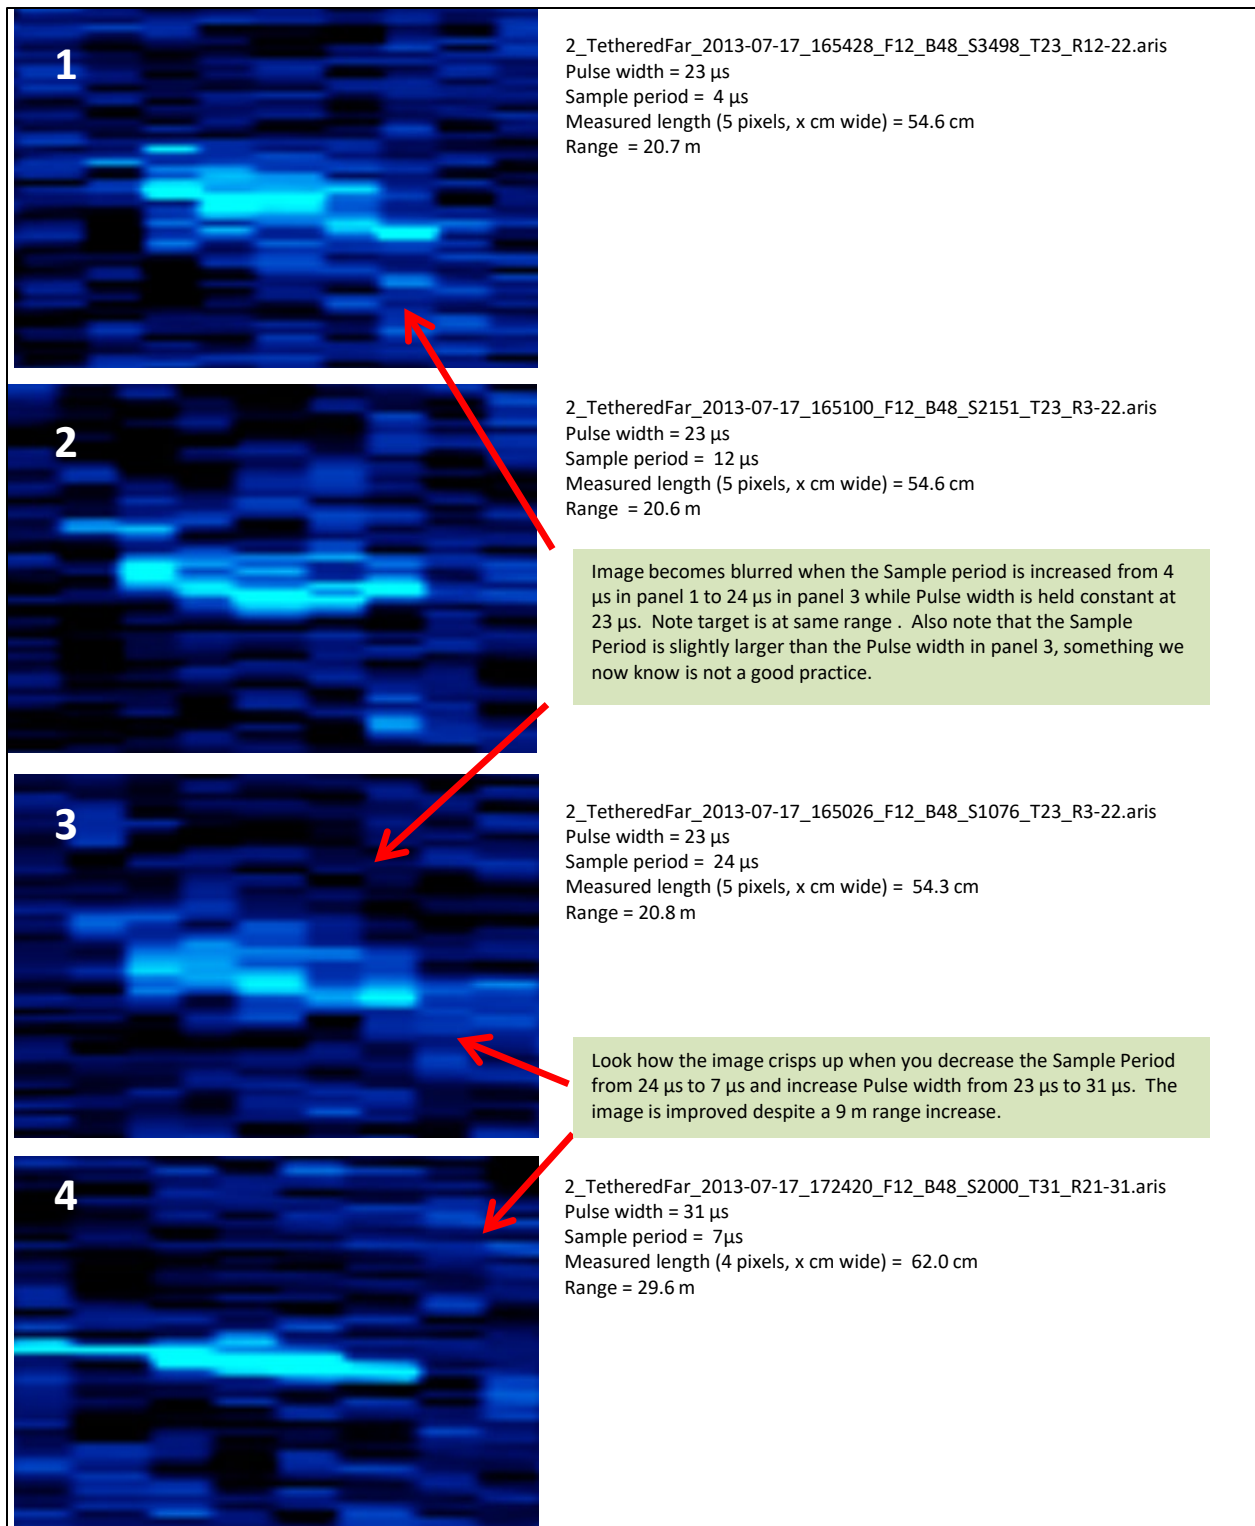 1
2_TetheredFar_2013-07-17_165428_F12_B48_S3498_T23_R12-22.aris
Pulse width = 23 µs
Sample period =  4 µs
Measured length (5 pixels, x cm wide) = 54.6 cm
Range  = 20.7 m
2
2_TetheredFar_2013-07-17_165100_F12_B48_S2151_T23_R3-22.aris
Pulse width = 23 µs
Sample period =  12 µs
Measured length (5 pixels, x cm wide) = 54.6 cm
Range  = 20.6 m
Image becomes blurred when the Sample period is increased from 4
µs in panel 1 to 24 µs in panel 3 while Pulse width is held constant at
23 µs.  Note target is at same range .  Also note that the Sample
Period is slightly larger than the Pulse width in panel 3, something we
now know is not a good practice.
3
2_TetheredFar_2013-07-17_165026_F12_B48_S1076_T23_R3-22.aris
Pulse width = 23 µs
Sample period =  24 µs
Measured length (5 pixels, x cm wide) =  54.3 cm
Range = 20.8 m
Look how the image crisps up when you decrease the Sample Period
from 24 µs to 7 µs and increase Pulse width from 23 µs to 31 µs.  The
image is improved despite a 9 m range increase.
4
2_TetheredFar_2013-07-17_172420_F12_B48_S2000_T31_R21-31.aris
Pulse width = 31 µs
Sample period =  7µs
Measured length (4 pixels, x cm wide) =  62.0 cm
Range = 29.6 m